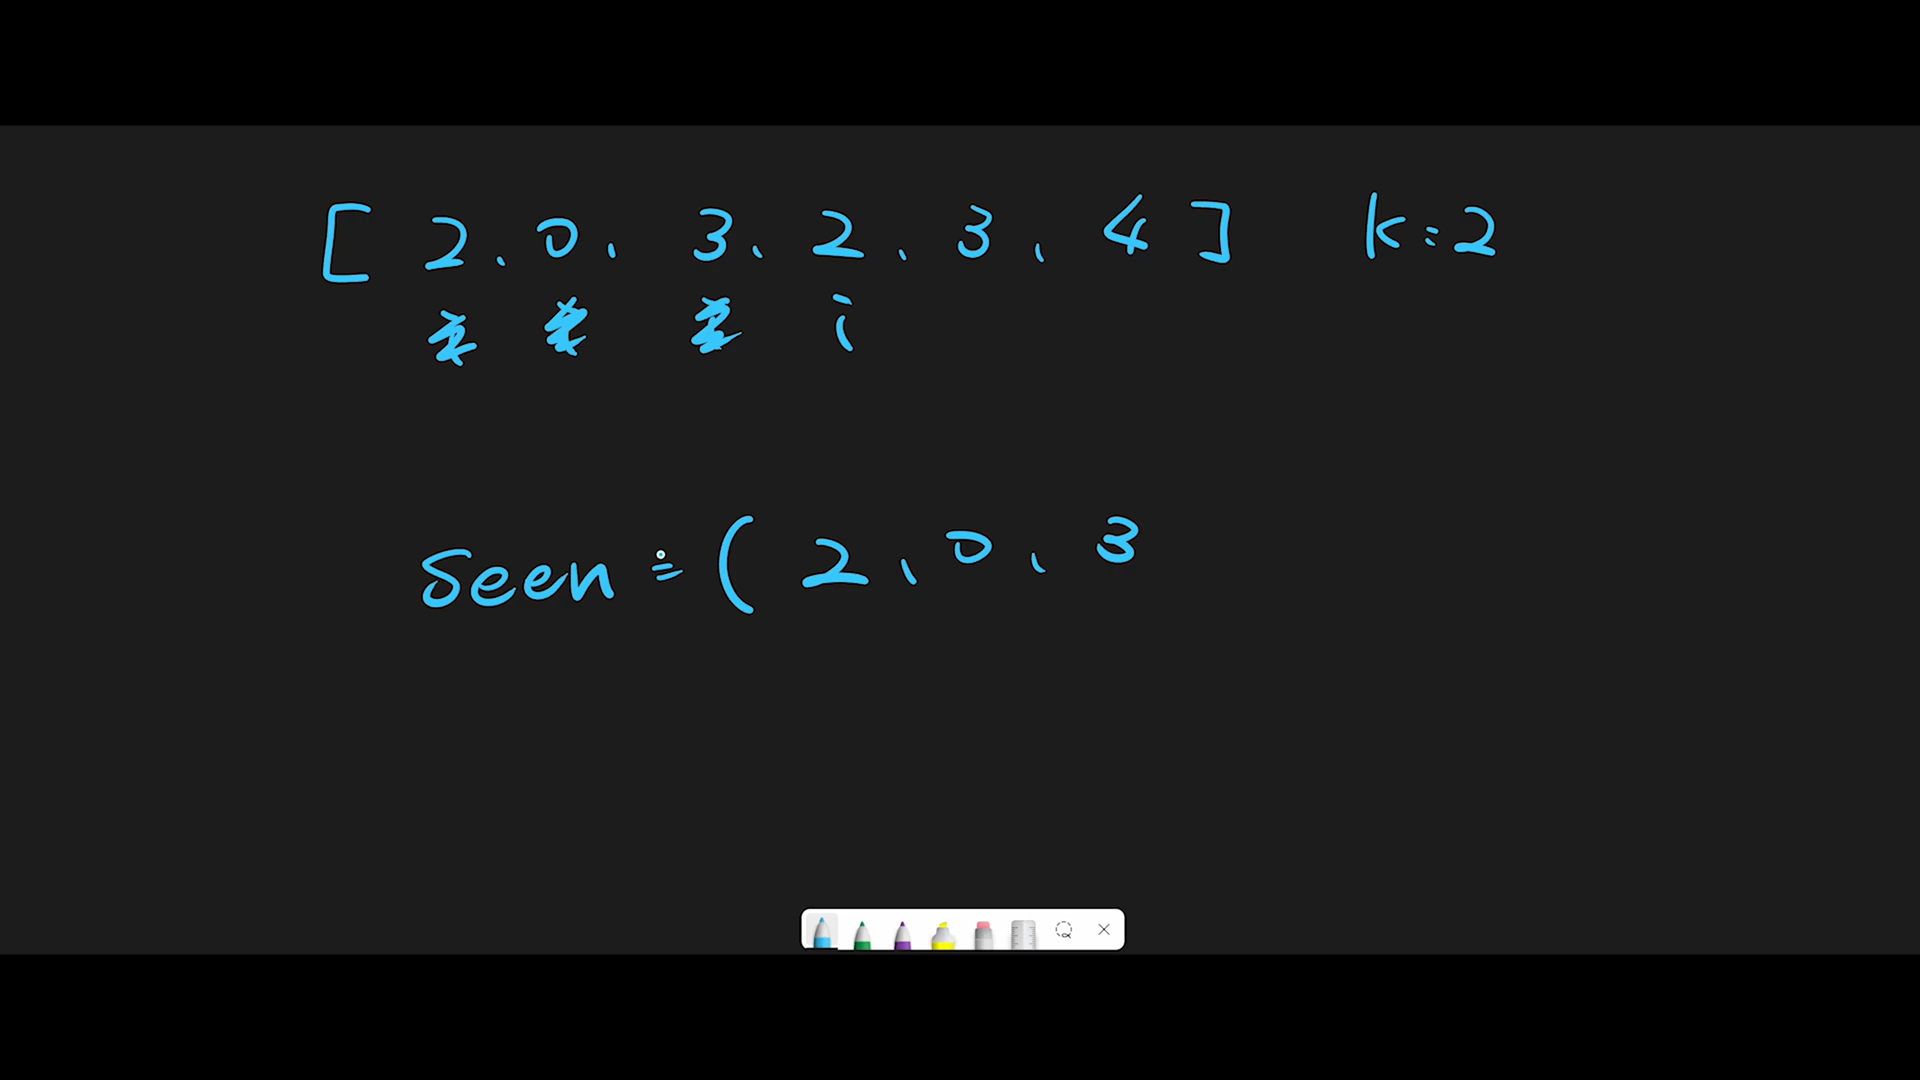 [ 2, 0, 3, 2, 3, 4 ] k=2
i
seen = ( 2, 0, 3